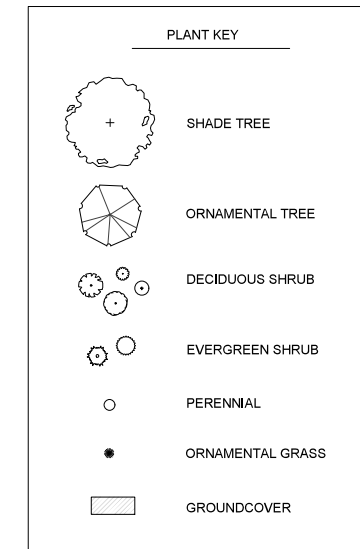 PLANT KEY
SHADE TREE
ORNAMENTAL TREE
DECIDUOUS SHRUB
EVERGREEN SHRUB
PERENNIAL
ORNAMENTAL GRASS
GROUNDCOVER